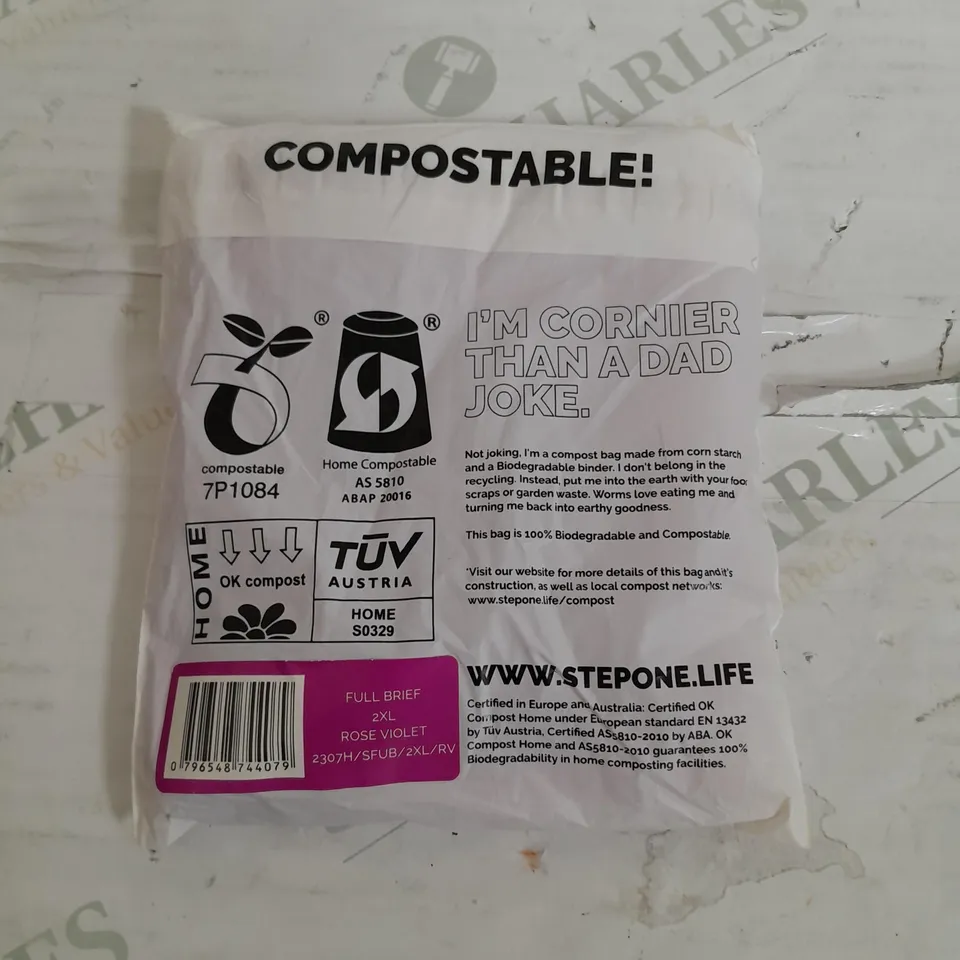 COMPOSTABLE!
®
®
compostable
7P1084
Home Compostable
AS 5810
ABAP 20016
I'M CORNIER
THAN A DAD
JOKE.
Not joking, I'm a compost bag made from corn starch
and a Biodegradable binder. I don't belong in the
recycling. Instead, put me into the earth with your foo
scraps or garden waste. Worms love eating me and
turning me back into earthy goodness.
This bag is 100% Biodegradable and Compostable.
*Visit our website for more details of this bag and it's
construction, as well as local compost networks:
www.stepone.life/compost
HOME
OK compost
TÜV
AUSTRIA
HOME
S0329
WWW.STEPONE.LIFE
Certified in Europe and Australia: Certified OK
Compost Home under European standard EN 13432
by Tüv Austria, Certified AS5810-2010 by ABA. OK
Compost Home and AS5810-2010 guarantees 100%
Biodegradability in home composting facilities.
FULL BRIEF
2XL
ROSE VIOLET
2307H/SFUB/2XL/RV
0 796548 744079
HARLES
HARLES